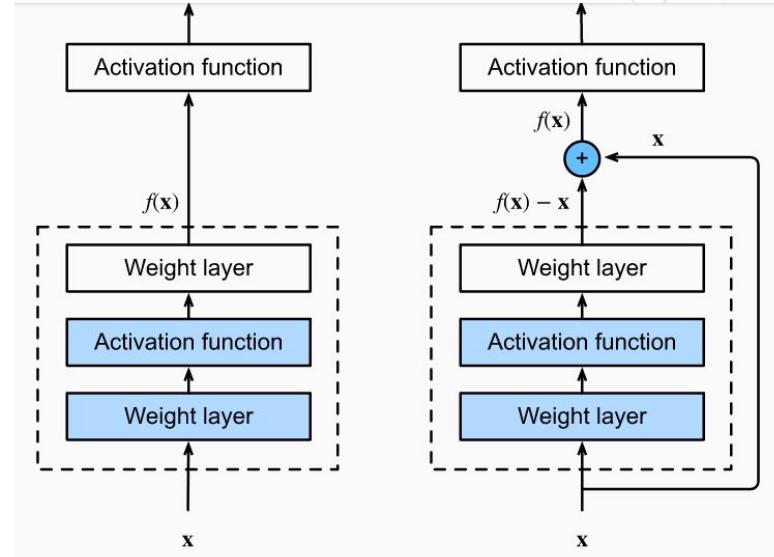 Activation function
f(x)
Weight layer
Activation function
Weight layer
x
Activation function
f(x)
x
+
f(x) − x
Weight layer
Activation function
Weight layer
x